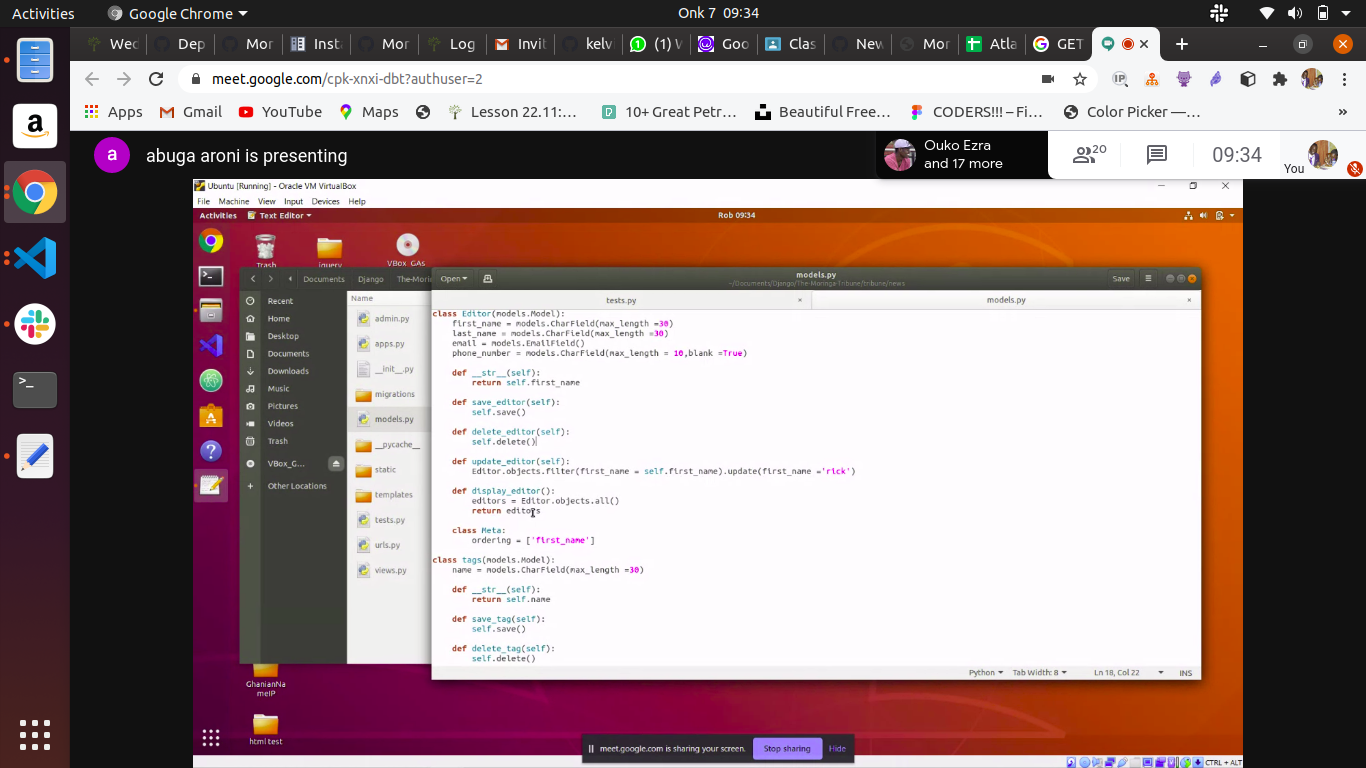 Activities
Google Chrome
Onk 7 09:34
Wed
Dep
Mor
Inst
Mor
Log
Invit
kelv
(1) W
Goo
Clas
New
Mor
Atla
GET
meet.google.com/cpk-xnxi-dbt?authuser=2
Apps
Gmail
YouTube
Maps
Lesson 22.11:...
10+ Great Petr...
Beautiful Free...
CODERS!!! – Fi...
Color Picker —...
»
a
abuga aroni is presenting
Ouko Ezra
and 17 more
20
09:34
You
Ubuntu [Running] - Oracle VM VirtualBox
File Machine View Input Devices Help
Activities
Text Editor
Rob 09:34
Trash
jquery
VBox_GAs
Documents
Django
The-Morin
Open
models.py
~/Documents/Django/The-Moringa-Tribune/tribune/news
Save
tests.py
models.py
Recent
Home
Desktop
Documents
Downloads
Music
Pictures
Videos
Trash
VBox_G...
Other Locations
Name
admin.py
apps.py
__init__.py
migrations
models.py
__pycache__
static
templates
tests.py
urls.py
views.py
class Editor(models.Model):
first_name = models.CharField(max_length =30)
last_name = models.CharField(max_length =30)
email = models.EmailField()
phone_number = models.CharField(max_length = 10,blank =True)
def __str__(self):
return self.first_name
def save_editor(self):
self.save()
def delete_editor(self):
self.delete()
def update_editor(self):
Editor.objects.filter(first_name = self.first_name).update(first_name ='rick')
def display_editor():
editors = Editor.objects.all()
return editors
class Meta:
ordering = ['first_name']
class tags(models.Model):
name = models.CharField(max_length =30)
def __str__(self):
return self.name
def save_tag(self):
self.save()
def delete_tag(self):
self.delete()
Python
Tab Width: 8
Ln 18, Col 22
INS
GhanianNa
meIP
html test
meet.google.com is sharing your screen.
Stop sharing
Hide
CTRL + ALT